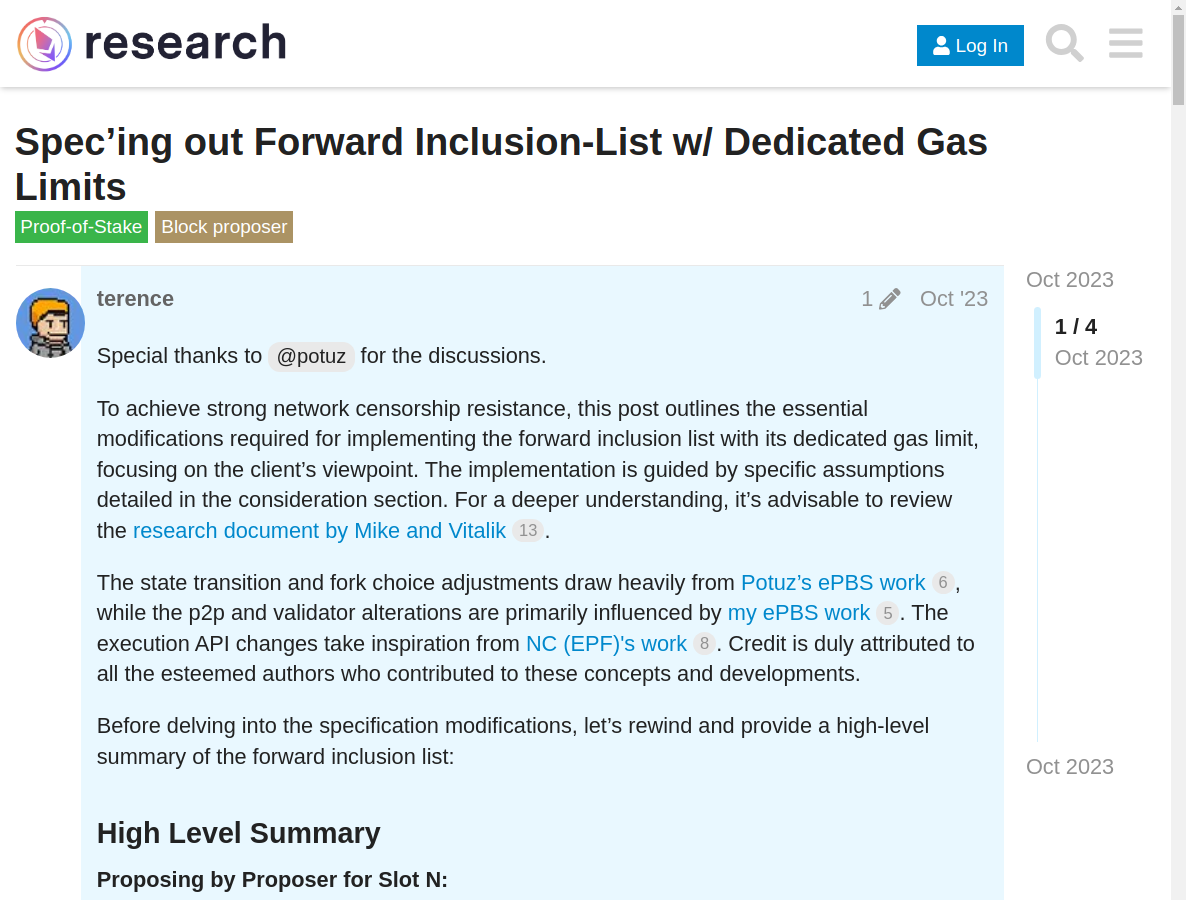 research
Log In
Spec’ing out Forward Inclusion-List w/ Dedicated Gas
Limits
Proof-of-Stake Block proposer
terence 1 Oct '23
Special thanks to @potuz for the discussions.
To achieve strong network censorship resistance, this post outlines the essential
modifications required for implementing the forward inclusion list with its dedicated gas limit,
focusing on the client’s viewpoint. The implementation is guided by specific assumptions
detailed in the consideration section. For a deeper understanding, it’s advisable to review
the research document by Mike and Vitalik 13.
The state transition and fork choice adjustments draw heavily from Potuz’s ePBS work 6,
while the p2p and validator alterations are primarily influenced by my ePBS work 5. The
execution API changes take inspiration from NC (EPF)'s work 8. Credit is duly attributed to
all the esteemed authors who contributed to these concepts and developments.
Before delving into the specification modifications, let’s rewind and provide a high-level
summary of the forward inclusion list:
High Level Summary
Proposing by Proposer for Slot N:
Oct 2023
1 / 4
Oct 2023
Oct 2023